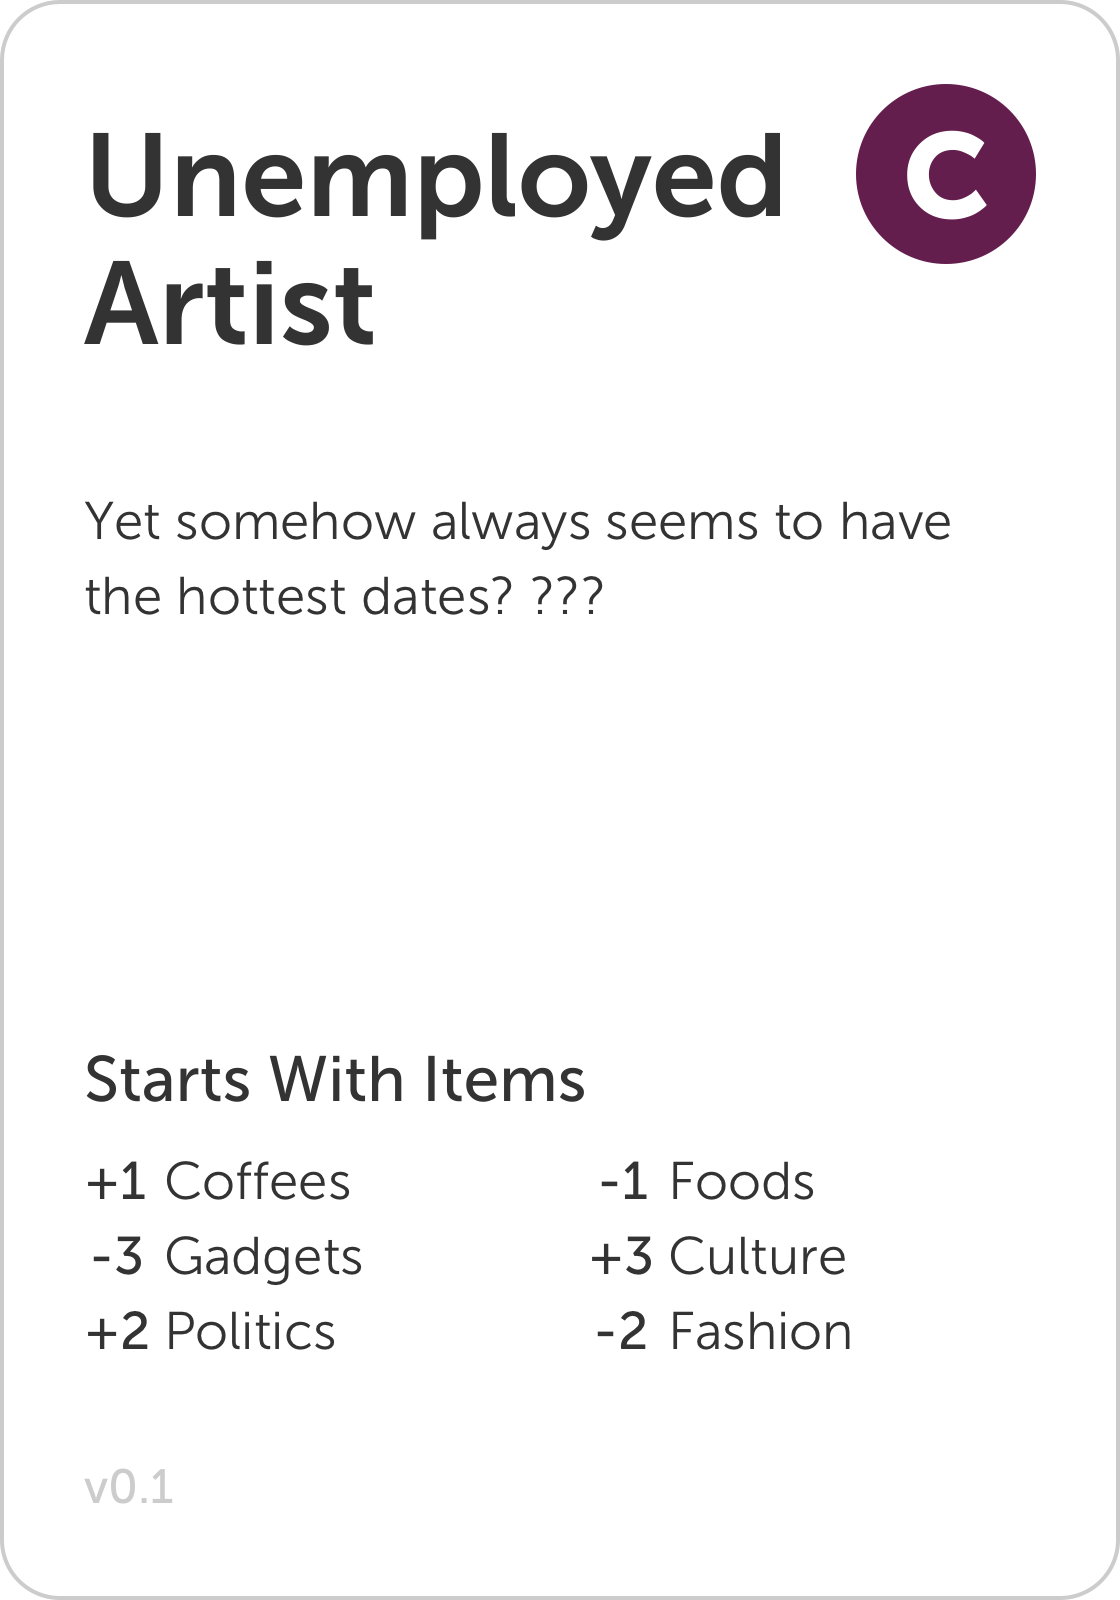 Unemployed
Artist
C
Yet somehow always seems to have
the hottest dates? ???
Starts With Items
+1 Coffees
-1 Foods
-3 Gadgets
+3 Culture
+2 Politics
-2 Fashion
v0.1